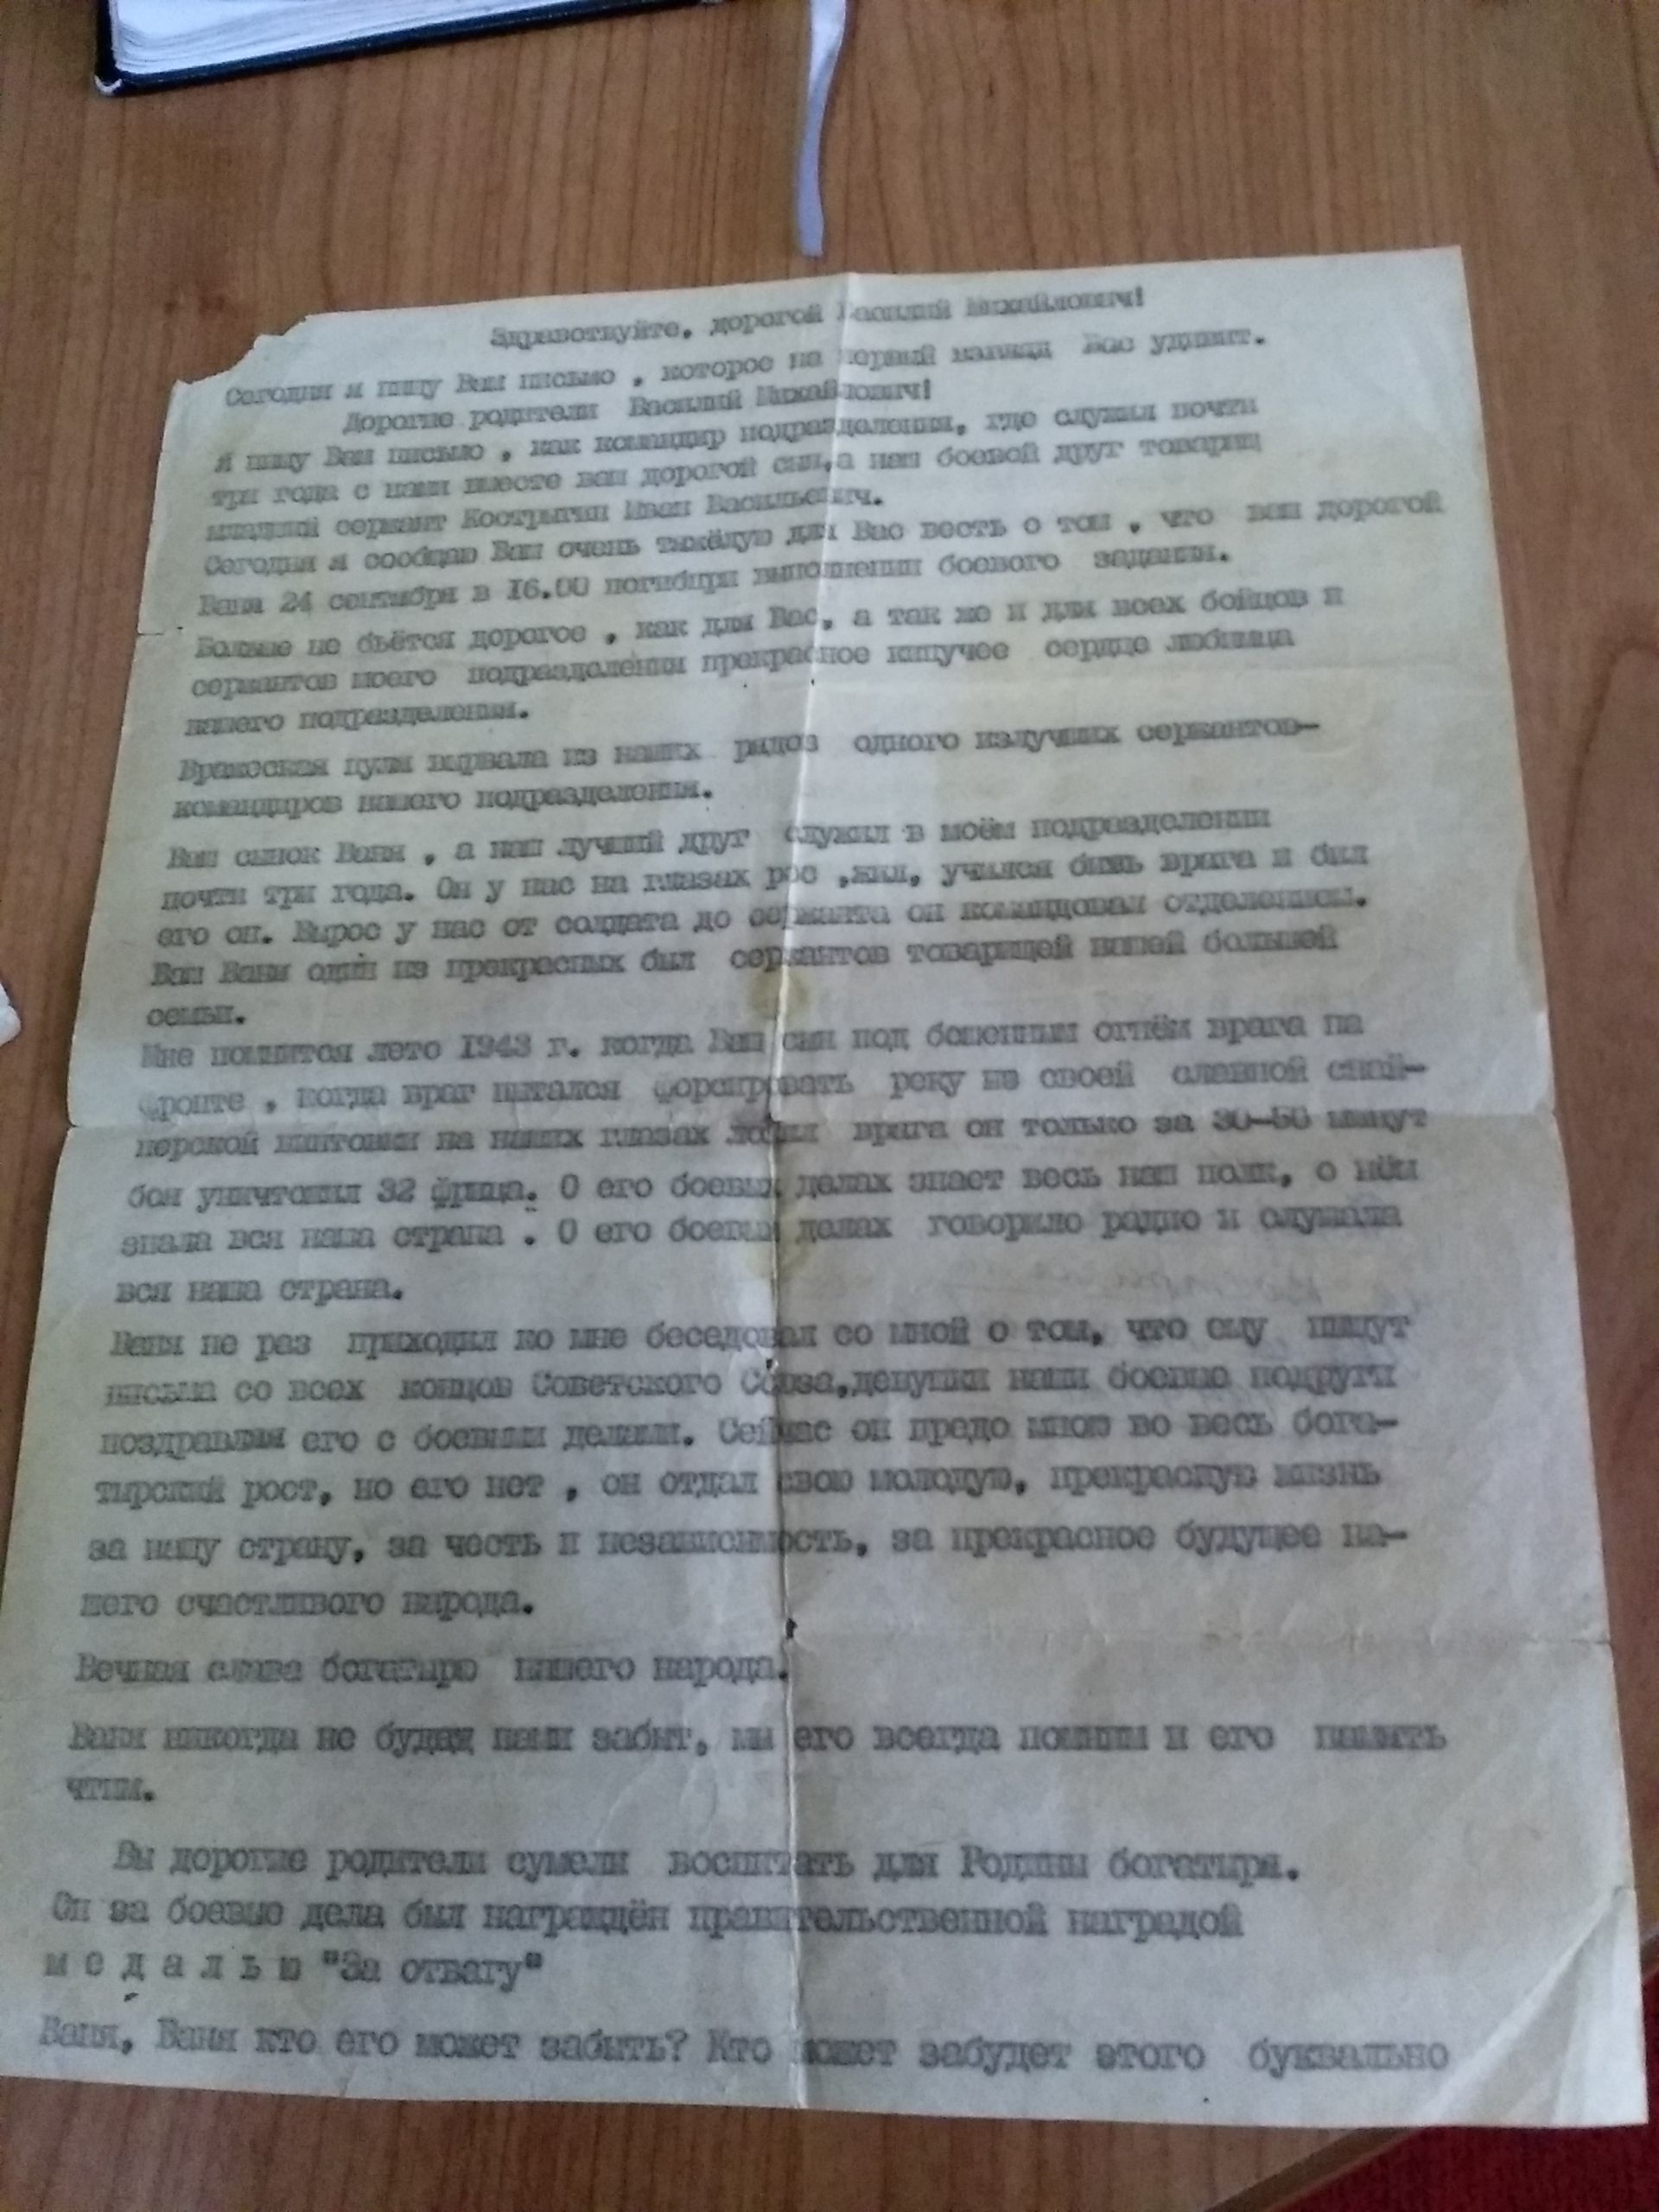 Здравствуйте, дорогой Василий Михайлович!
Сегодня я пишу Вам письмо , которое на первый взгляд Вас удивит.
Дорогие родители Василий Михайлович!
Я пишу Вам письмо , как командир подразделения, где служил почти
три года с нами вместе ваш дорогой сын,а наш боевой друг товарищ
младший сержант Кострыгин Иван Васильевич.
Сегодня я сообщаю Вам очень тяжёлую для Вас весть о том , что ваш дорогой
Ваня 24 сентября в 16.00 погибпри выполнении боевого задания.
Больше не бьётся дорогое , как для Вас, а так же и для всех бойцов и
сержантов моего подразделения прекрасное кипучее сердце любимца
нашего подразделения.
Вражеская пуля вырвала из наших рядов одного излучших сержантов-
командиров нашего подразделения.
Ваш сынок Ваня , а наш лучший друг служил в моём подразделении
почти три года. Он у нас на глазах рос ,жил, учился бить врага и бил
его он. Вырос у нас от солдата до сержанта он командовал отделением.
Ваш Ваня один из прекрасных был сержантов товарищей нашей большей
семьи.
Мне помнится лето 1943 г. когда Ваш сын под бешенным огнём врага на
фронте , когда враг пытался форсировать реку из своей славной снай-
перской винтовки на наших глазах врага он только за 30-50 минут
боя уничтожил 32 фрица. О его боевых делах знает весь наш полк, о нём
знала вся наша страна . О его боевых делах говорило радио и слушала
вся наша страна.
Ваня не раз приходил ко мне беседовал со мной о том, что ему пишут
письма со всех концов Советского Союза,девушки наши боевые подруги
поздравляя его с боевыми делами. Сейчас он предо мною во весь бога-
тырский рост, но его нет , он отдал свою молодую, прекрасную жизнь
за нашу страну, за честь и независимость, за прекрасное будущее на-
шего счастливого народа.
Вечная слава богатырю нашего народа.
Ваня никогда не будет нами забыт, мы его всегда помним и его память
чтим.
Вы дорогие родители сумели воспитать для Родины богатыря.
Он за боевые дела был награждён правительственной наградой
м е д а л ь ю "За отвагу"
Ваня, Ваня кто его может забыть? Кто может забудет этого буквально